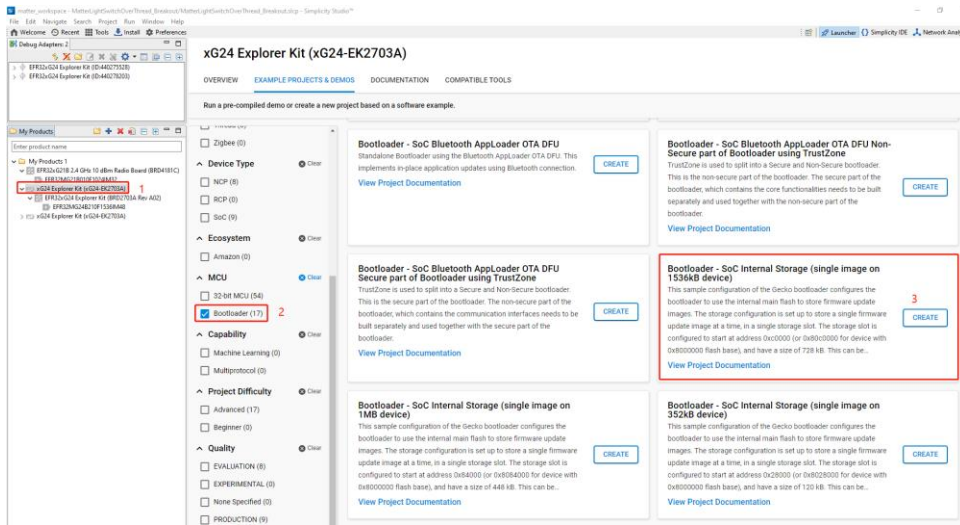 matter_workspace - MatterLightSwitchOverThread_Breakout/MatterLightSwitchOverThread_Breakout.slcp - Simplicity Studio™
File Edit Navigate Search Project Run Window Help
Welcome Recent Tools Install Preferences
Launcher {} Simplicity IDE Network Anal
Debug Adapters: 2
EFR32xG24 Explorer Kit (ID:440275528)
EFR32xG24 Explorer Kit (ID:440278203)
My Products
Enter product name
My Products 1
EFR32xG21B 2.4 GHz 10 dBm Radio Board (BRD4181C)
EFR32MG21B010F1024IM32
xG24 Explorer Kit (xG24-EK2703A)
1
EFR32xG24 Explorer Kit (BRD2703A Rev A02)
EFR32MG24B210F1536IM48
xG24 Explorer Kit (xG24-EK2703A)
xG24 Explorer Kit (xG24-EK2703A)
OVERVIEW EXAMPLE PROJECTS & DEMOS DOCUMENTATION COMPATIBLE TOOLS
Run a pre-compiled demo or create a new project based on a software example.
Zigbee (0)
Device Type Clear
NCP (8)
RCP (0)
SoC (9)
Ecosystem Clear
Amazon (0)
MCU Clear
32-bit MCU (54)
Bootloader (17) 2
Capability Clear
Machine Learning (0)
Multiprotocol (0)
Project Difficulty Clear
Advanced (17)
Beginner (0)
Quality Clear
EVALUATION (8)
EXPERIMENTAL (0)
None Specified (0)
PRODUCTION (9)
Bootloader - SoC Bluetooth AppLoader OTA DFU
Standalone Bootloader using the Bluetooth AppLoader OTA DFU. This
implements in-place application updates using Bluetooth connection.
CREATE
View Project Documentation
Bootloader - SoC Bluetooth AppLoader OTA DFU Non-
Secure part of Bootloader using TrustZone
TrustZone is used to split into a Secure and Non-Secure bootloader.
This is the non-secure part of the bootloader. The secure part of the
bootloader, which contains the core functionalities needs to be built
separately and used together with the non-secure part of the
bootloader.
CREATE
View Project Documentation
Bootloader - SoC Bluetooth AppLoader OTA DFU
Secure part of Bootloader using TrustZone
TrustZone is used to split into a Secure and Non-Secure bootloader.
This is the secure part of the bootloader. The non-secure part of the
bootloader, which contains the communication interfaces needs to be
built separately and used together with the secure part of the
bootloader.
CREATE
View Project Documentation
Bootloader - SoC Internal Storage (single image on
1536kB device)
This sample configuration of the Gecko bootloader configures the
bootloader to use the internal main flash to store firmware update
images. The storage configuration is set up to store a single firmware
update image at a time, in a single storage slot. The storage slot is
configured to start at address 0xc0000 (or 0x80c0000 for device with
0x8000000 flash base), and have a size of 728 kB. This can be...
3
CREATE
View Project Documentation
Bootloader - SoC Internal Storage (single image on
1MB device)
This sample configuration of the Gecko bootloader configures the
bootloader to use the internal main flash to store firmware update
images. The storage configuration is set up to store a single firmware
update image at a time, in a single storage slot. The storage slot is
configured to start at address 0x84000 (or 0x8084000 for device with
0x8000000 flash base), and have a size of 448 kB. This can be...
CREATE
View Project Documentation
Bootloader - SoC Internal Storage (single image on
352kB device)
This sample configuration of the Gecko bootloader configures the
bootloader to use the internal main flash to store firmware update
images. The storage configuration is set up to store a single firmware
update image at a time, in a single storage slot. The storage slot is
configured to start at address 0x28000 (or 0x8028000 for device with
0x8000000 flash base), and have a size of 120 kB. This can be...
CREATE
View Project Documentation